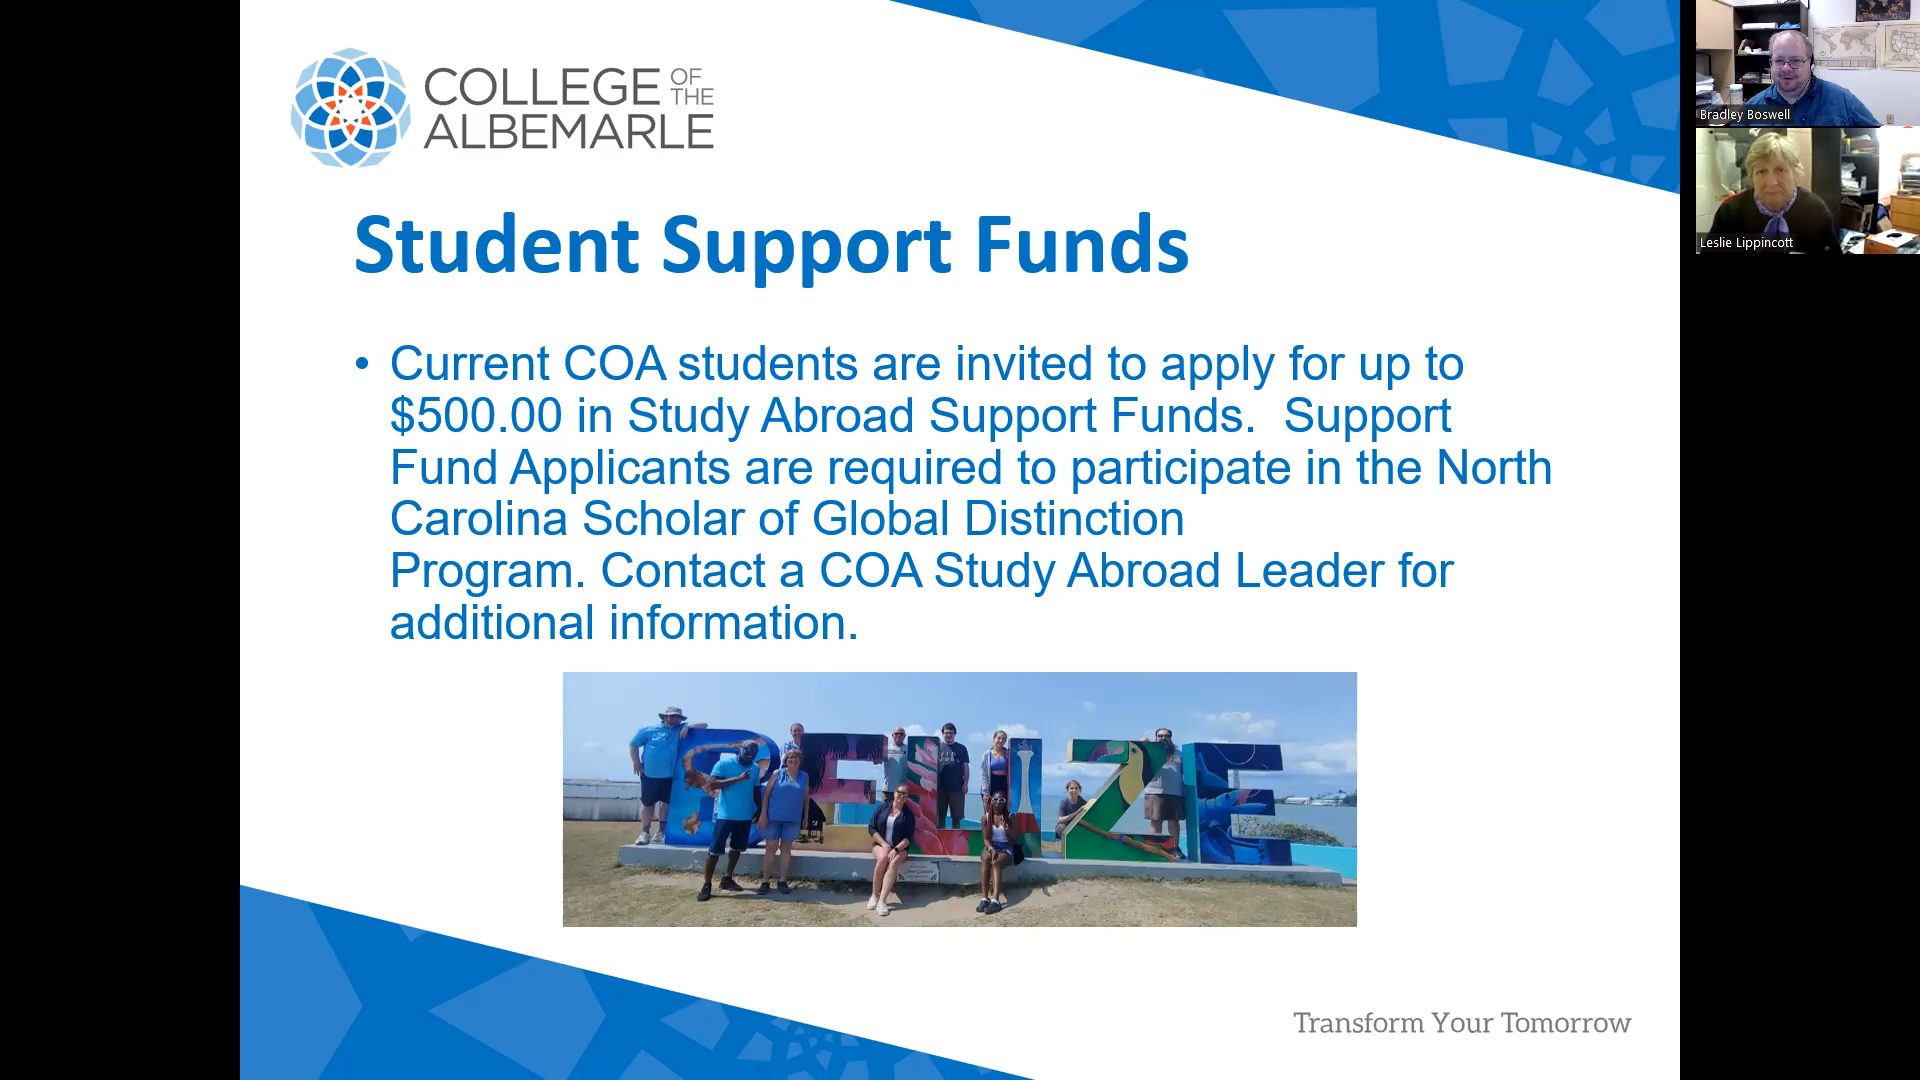 COLLEGE OF THE
ALBEMARLE
Student Support Funds
• Current COA students are invited to apply for up to
$500.00 in Study Abroad Support Funds.  Support
Fund Applicants are required to participate in the North
Carolina Scholar of Global Distinction
Program. Contact a COA Study Abroad Leader for
additional information.
BELIZE
Transform Your Tomorrow
Bradley Boswell
Leslie Lippincott